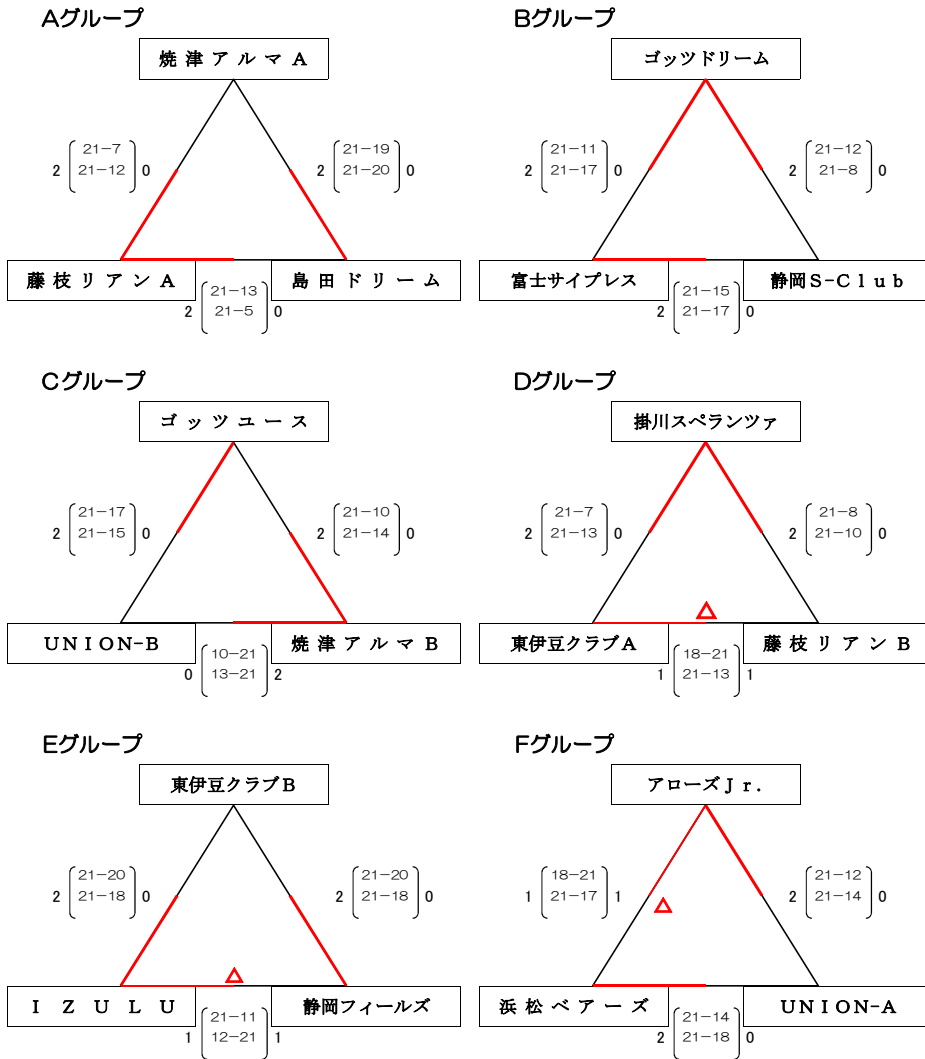 Aグループ
焼津アルマA
2 21-7 0
21-12
2 21-19 0
21-20
藤枝リアンA
島田ドリーム
2 21-13 0
21-5
Bグループ
ゴッツドリーム
2 21-11 0
21-17
2 21-12 0
21-8
富士サイプレス
静岡S-Club
2 21-15 0
21-17
Cグループ
ゴッツユース
2 21-17 0
21-15
2 21-10 0
21-14
UNION-B
焼津アルマB
0 10-21 2
13-21
Dグループ
掛川スペランツァ
2 21-7 0
21-13
2 21-8 0
21-10
東伊豆クラブA
藤枝リアンB
1 18-21 1
21-13
Eグループ
東伊豆クラブB
2 21-20 0
21-18
2 21-20 0
21-18
IZULU
静岡フィールズ
1 21-11 1
12-21
Fグループ
アローズJr.
1 18-21 1
21-17
2 21-12 0
21-14
浜松ベアーズ
UNION-A
2 21-14 0
21-18